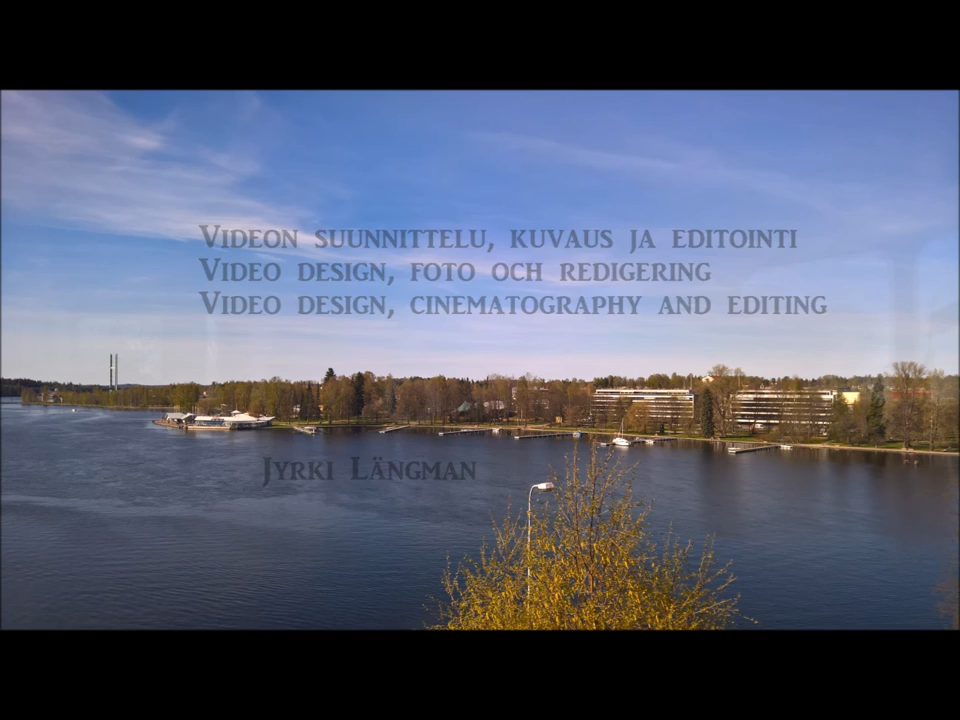 Videon suunnittelu, kuvaus ja editointi
Video design, foto och redigering
Video design, cinematography and editing
Jyrki Längman